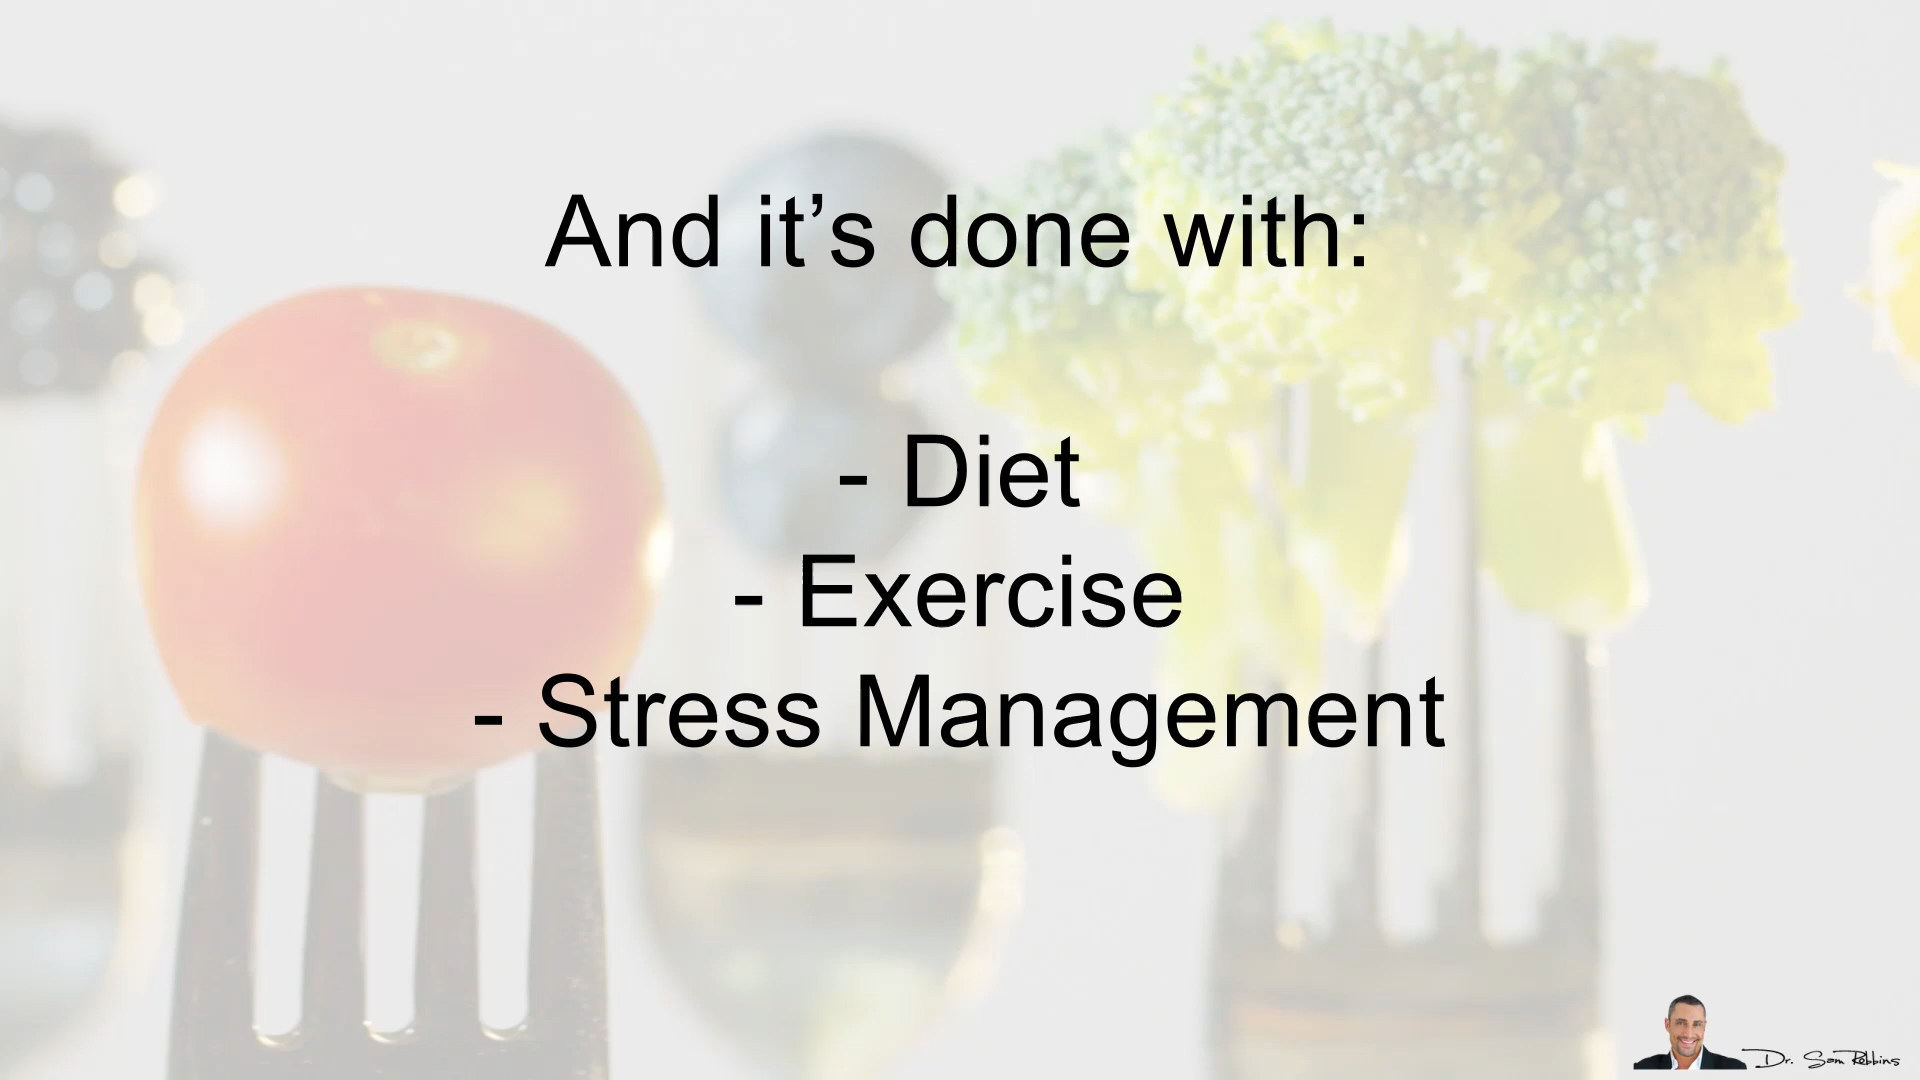 And it’s done with:
- Diet
- Exercise
- Stress Management
Dr. Sam Robbins